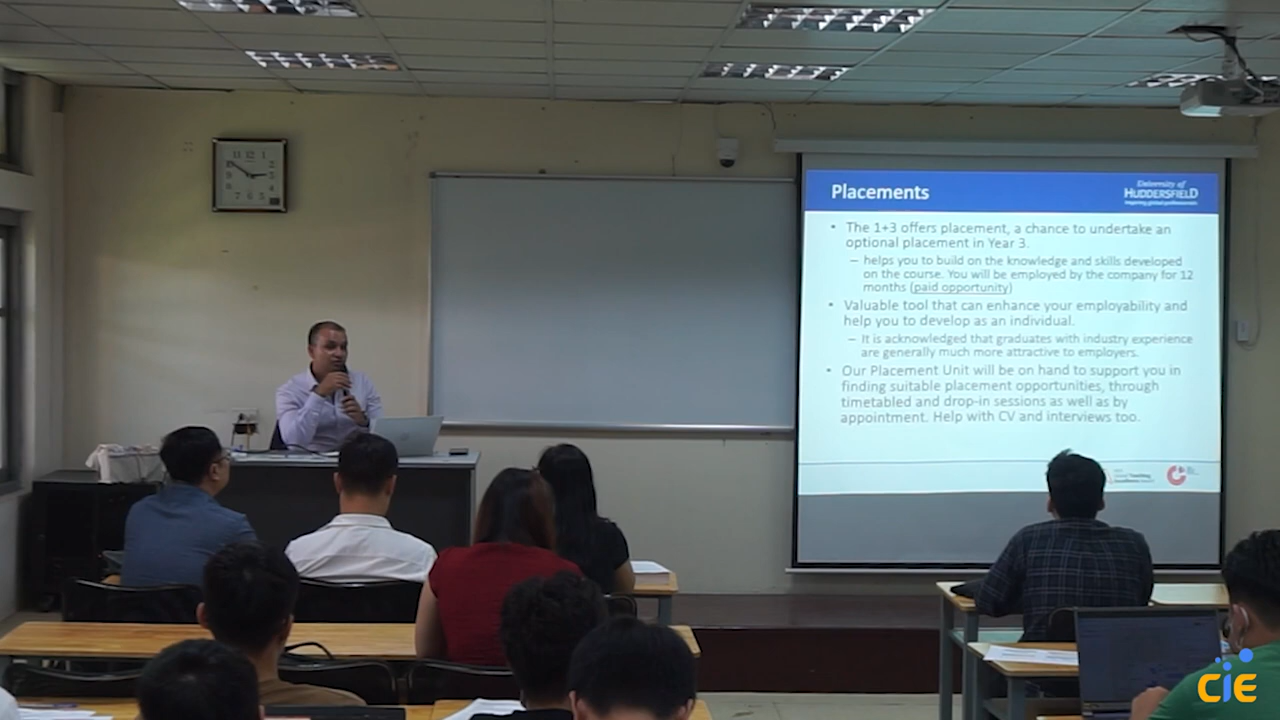 Placements
University of
HUDDERSFIELD
Inspiring global professionals
• The 1+3 offers placement, a chance to undertake an
optional placement in Year 3.
– helps you to build on the knowledge and skills developed
on the course. You will be employed by the company for 12
months (paid opportunity)
• Valuable tool that can enhance your employability and
help you to develop as an individual.
– It is acknowledged that graduates with industry experience
are generally much more attractive to employers.
• Our Placement Unit will be on hand to support you in
finding suitable placement opportunities, through
timetabled and drop-in sessions as well as by
appointment. Help with CV and interviews too.
CiE